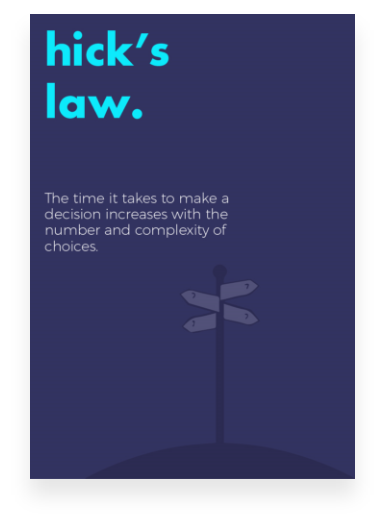 hick's
law.
The time it takes to make a
decision increases with the
number and complexity of
choices.
?
?
?
?